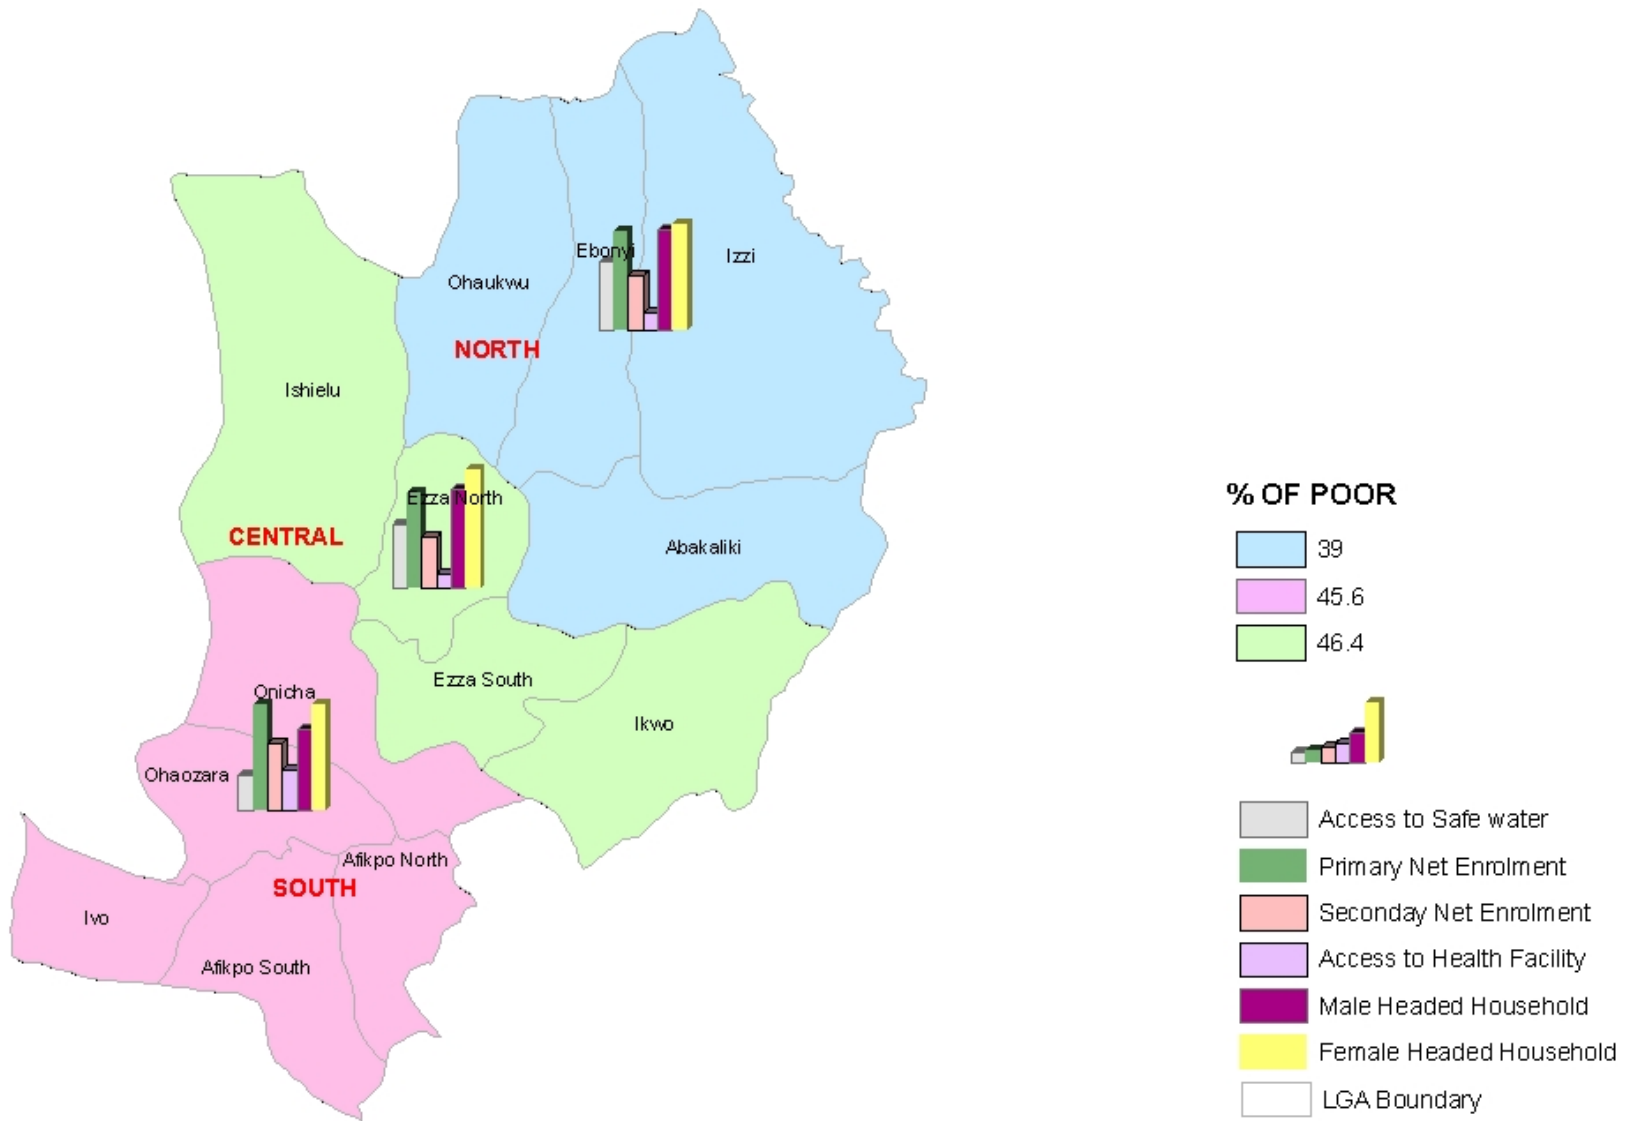 Ebonyi
Izzi
Ohaukwu
NORTH
Ishielu
Ezza North
CENTRAL
Abakaliki
Ezza South
Onicha
Ikwo
Ohaozara
Afikpo North
SOUTH
Ivo
Afikpo South
% OF POOR
39
45.6
46.4
Access to Safe water
Primary Net Enrolment
Seconday Net Enrolment
Access to Health Facility
Male Headed Household
Female Headed Household
LGA Boundary